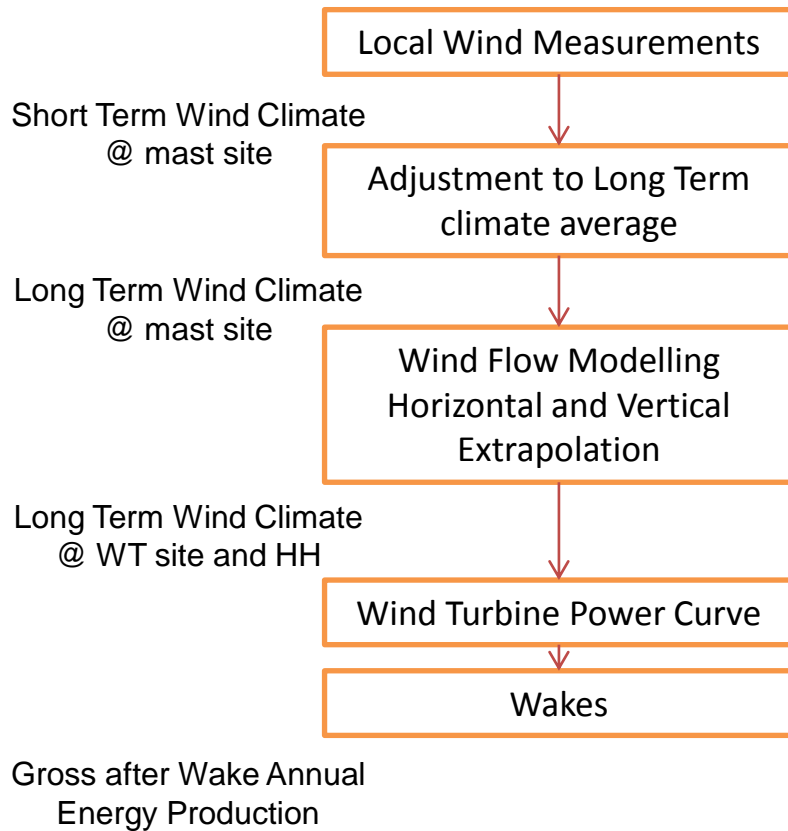 Local Wind Measurements
Short Term Wind Climate
@ mast site
Adjustment to Long Term
climate average
Long Term Wind Climate
@ mast site
Wind Flow Modelling
Horizontal and Vertical
Extrapolation
Long Term Wind Climate
@ WT site and HH
Wind Turbine Power Curve
Wakes
Gross after Wake Annual
Energy Production